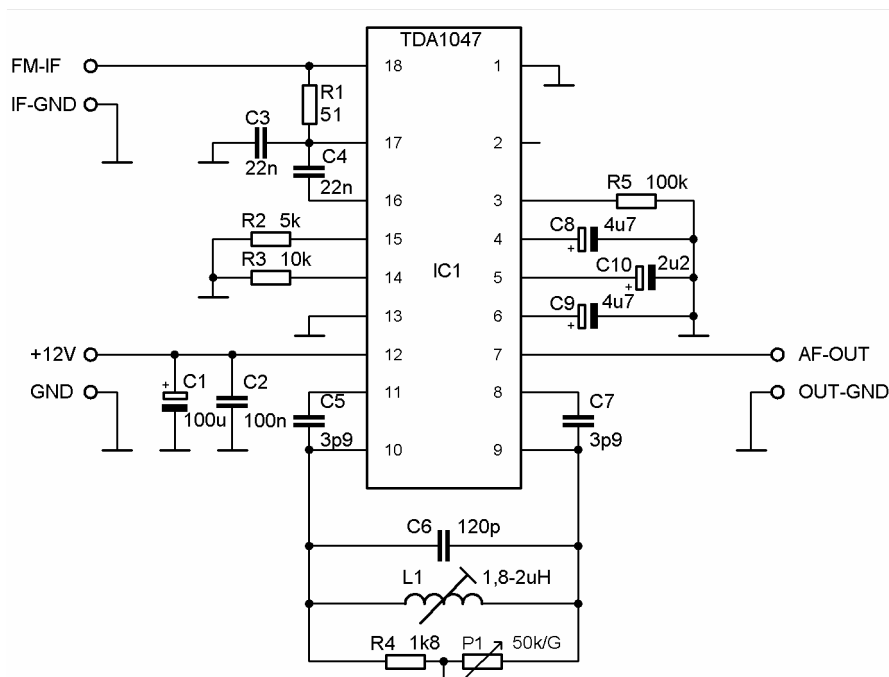 TDA1047
FM-IF
18
1
IF-GND
R1
51
C3
22n
17
2
C4
22n
16
3
R5 100k
R2 5k
15
4
C8
4u7
+
R3 10k
14
IC1
5
C10
2u2
+
13
6
C9
4u7
+
+12V
12
7
AF-OUT
GND
+
C1
100u
C2
100n
11
8
C5
3p9
C7
3p9
OUT-GND
10
9
C6 120p
L1 1,8-2uH
R4 1k8
P1 50k/G